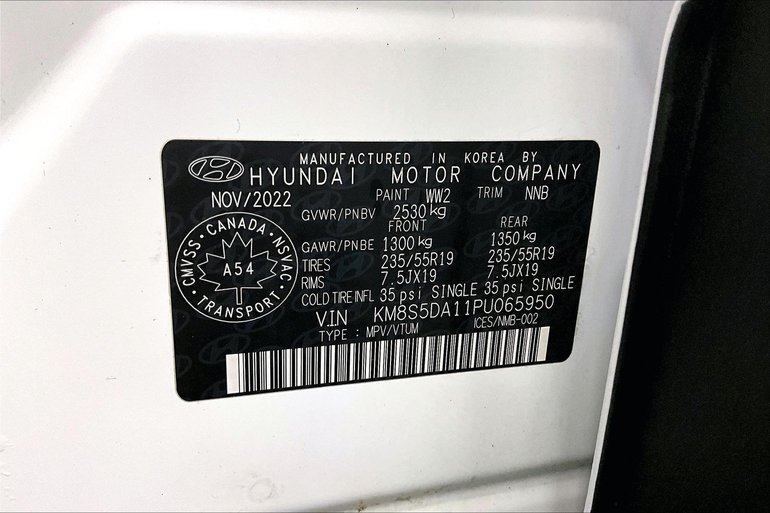 MANUFACTURED IN KOREA BY
HYUNDAI MOTOR COMPANY
NOV/2022 PAINT WW2 TRIM NNB
GVWR/PNBV 2530 kg
FRONT REAR
GAWR/PNBE 1300 kg 1350 kg
TIRES 235/55R19 235/55R19
RIMS 7.5JX19 7.5JX19
COLD TIRE INFL 35 psi, SINGLE 35 psi, SINGLE
V.I.N KM8S5DA11PU065950
TYPE : MPV/VTUM ICES/NMB-002
CMVSS • CANADA • NSVAC • TRANSPORT •
A54